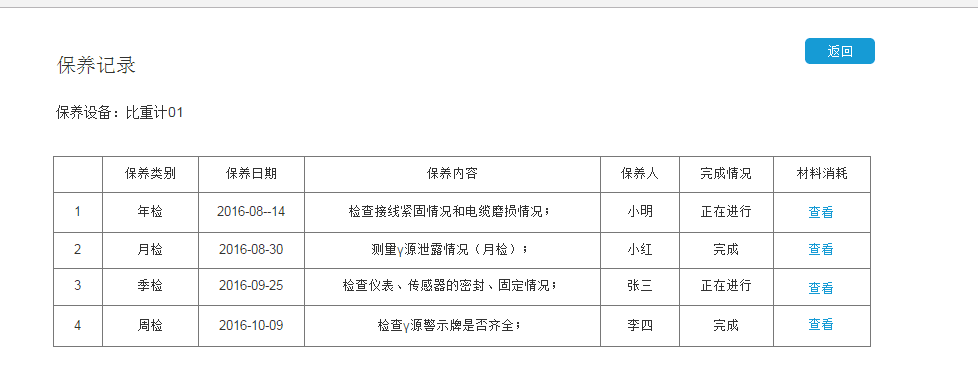 返回
保养记录
保养设备：比重计01
保养类别 保养日期 保养内容 保养人 完成情况 材料消耗
1 年检 2016-08--14 检查接线紧固情况和电缆磨损情况； 小明 正在进行 查看
2 月检 2016-08-30 测量γ源泄露情况（月检）； 小红 完成 查看
3 季检 2016-09-25 检查仪表、传感器的密封、固定情况； 张三 正在进行 查看
4 周检 2016-10-09 检查γ源警示牌是否齐全； 李四 完成 查看